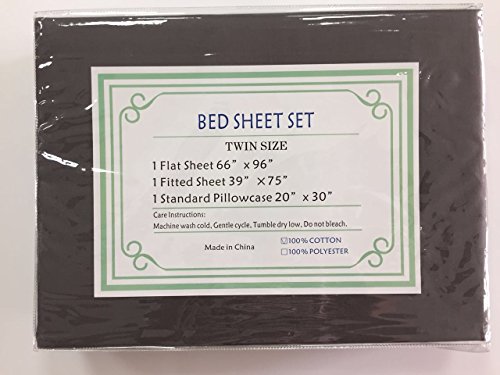 BED SHEET SET
TWIN SIZE
1 Flat Sheet 66” x 96”
1 Fitted Sheet 39” ×75”
1 Standard Pillowcase 20” x 30”
Care Instructions:
Machine wash cold, Gentle cycle, Tumble dry low, Do not bleach.
Made in China
☑100% COTTON
☐100% POLYESTER